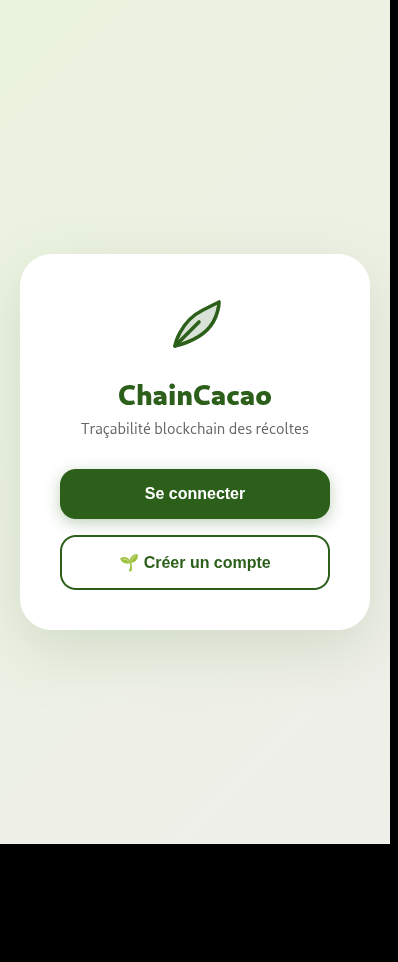 ChainCacao
Traçabilité blockchain des récoltes
Se connecter
🌱 Créer un compte